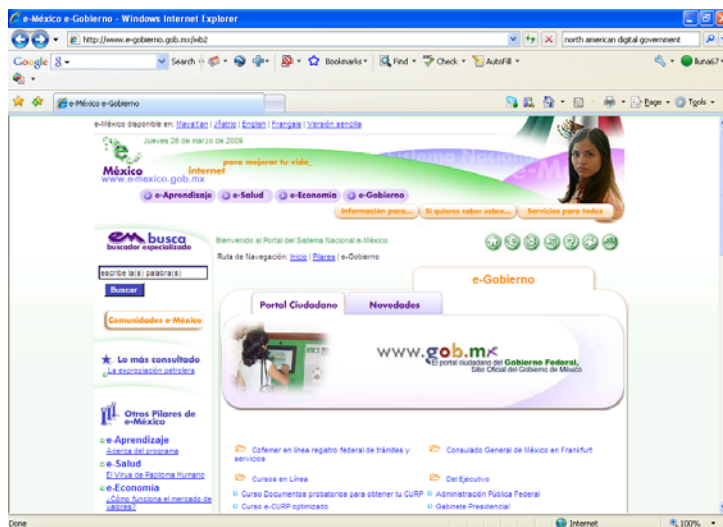 e-México e-Gobierno - Windows Internet Explorer
http://www.e-gobierno.gob.mx/wb2
north american digital government
Google
Search
Bookmarks
Find
Check
AutoFill
lluna67
e-México e-Gobierno
Page
Tools
e-México disponible en: MayaTan | Jñatrio | English | Français | Versión sencilla
Jueves 26 de marzo de 2009
para mejorar tu vida_
Sistema Nacional
e-México
México internet
www.e-mexico.gob.mx
e-Aprendizaje
e-Salud
e-Economía
e-Gobierno
Información para...
Si quieres saber sobre...
Servicios para todos
em busca
buscador especializado
Bienvenido al Portal del Sistema Nacional e-México
Ruta de Navegación: Inicio | Pilares | e-Gobierno
escribe la(s) palabra(s)
Buscar
e-Gobierno
Portal Ciudadano
Novedades
Comunidades e-México
www.gob.mx
El portal ciudadano del Gobierno Federal,
Sitio Oficial del Gobierno de México.
Lo más consultado
La expropiación petrolera
Otros Pilares de
e-México
e-Aprendizaje
Acerca del programa
e-Salud
El Virus de Papiloma Humano
e-Economía
¿Cómo funciona el mercado de
valores?
Cofemer en línea registro federal de trámites y
servicios
Consulado General de México en Frankfurt
Cursos en Línea
Del Ejecutivo
Curso Documentos probatorios para obtener tu CURP
Administración Pública Federal
Curso e-CURP optimizado
Gabinete Presidencial
Done
Internet
100%